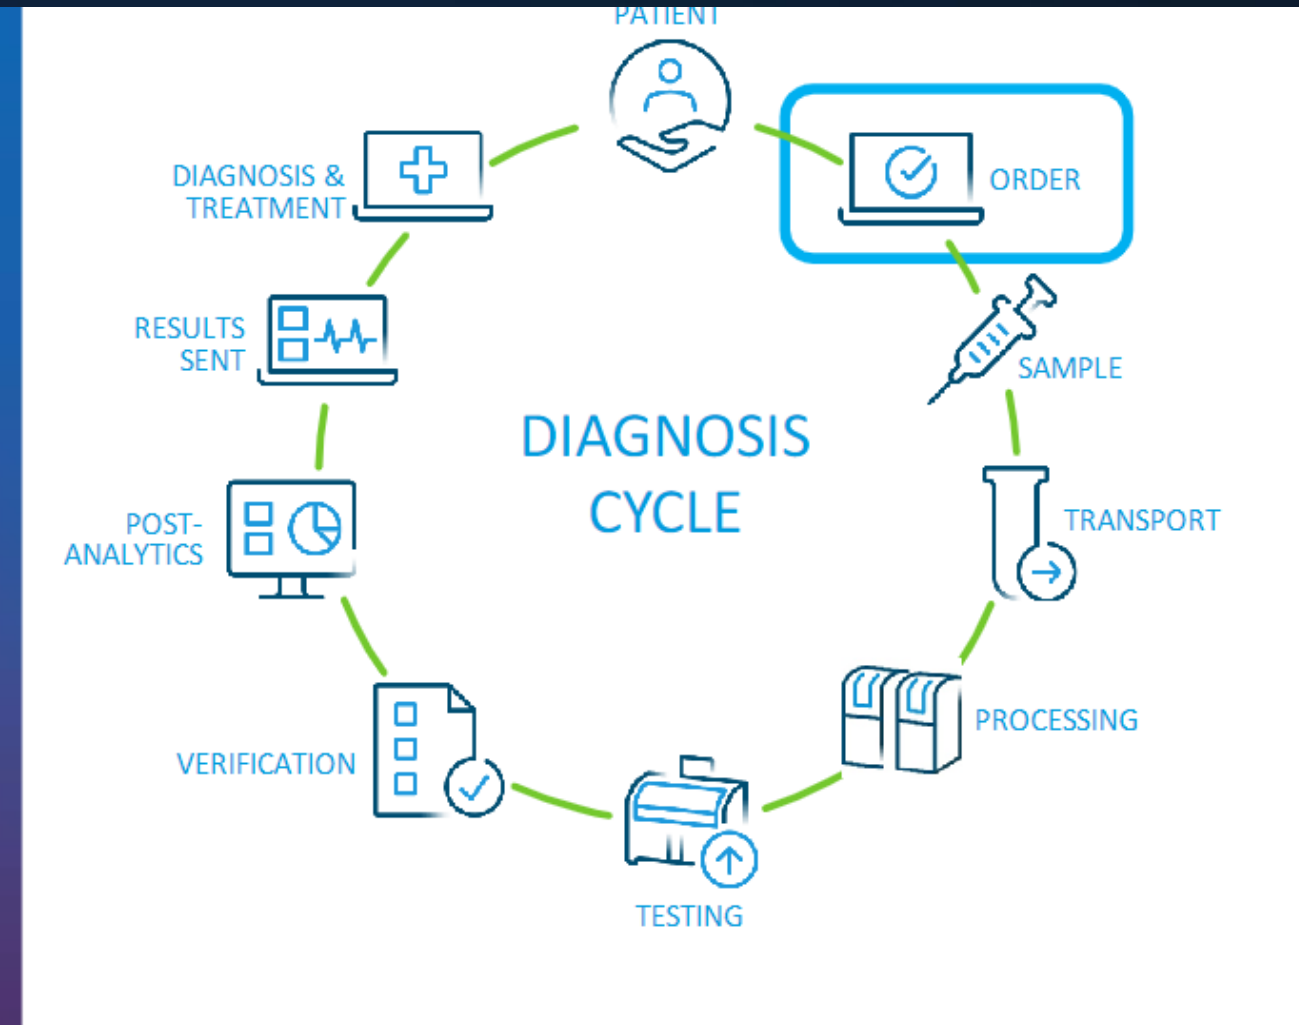 PATIENT
ORDER
SAMPLE
TRANSPORT
PROCESSING
TESTING
VERIFICATION
POST-
ANALYTICS
RESULTS
SENT
DIAGNOSIS &
TREATMENT
DIAGNOSIS
CYCLE